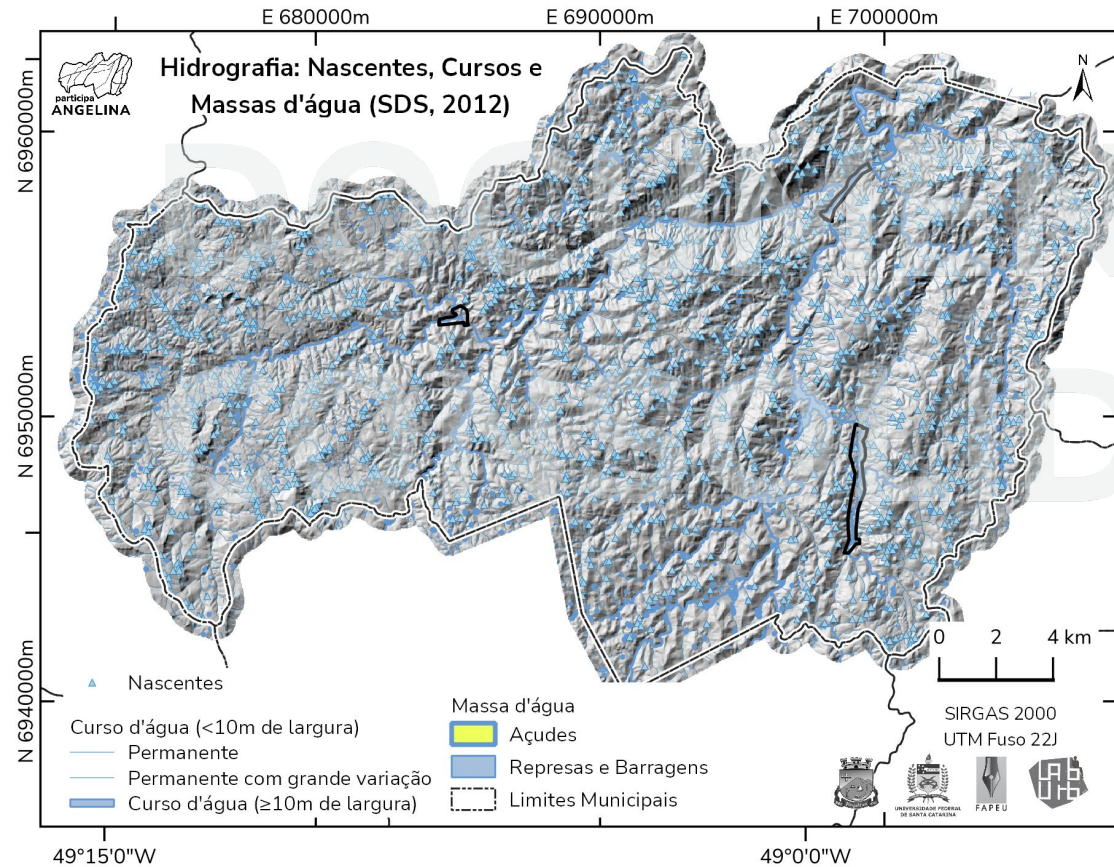 E 680000m
E 690000m
E 700000m
participa
ANGELINA
Hidrografia: Nascentes, Cursos e
Massas d'água (SDS, 2012)
N
N 6960000m
N 6950000m
N 6940000m
0 2 4 km
Nascentes
Curso d'água (<10m de largura)
Permanente
Permanente com grande variação
Curso d'água (≥10m de largura)
Massa d'água
Açudes
Represas e Barragens
Limites Municipais
SIRGAS 2000
UTM Fuso 22J
UNIVERSIDADE FEDERAL
DE SANTA CATARINA
FAPEU
LAb
Urb
49°15'0"W
49°0'0"W